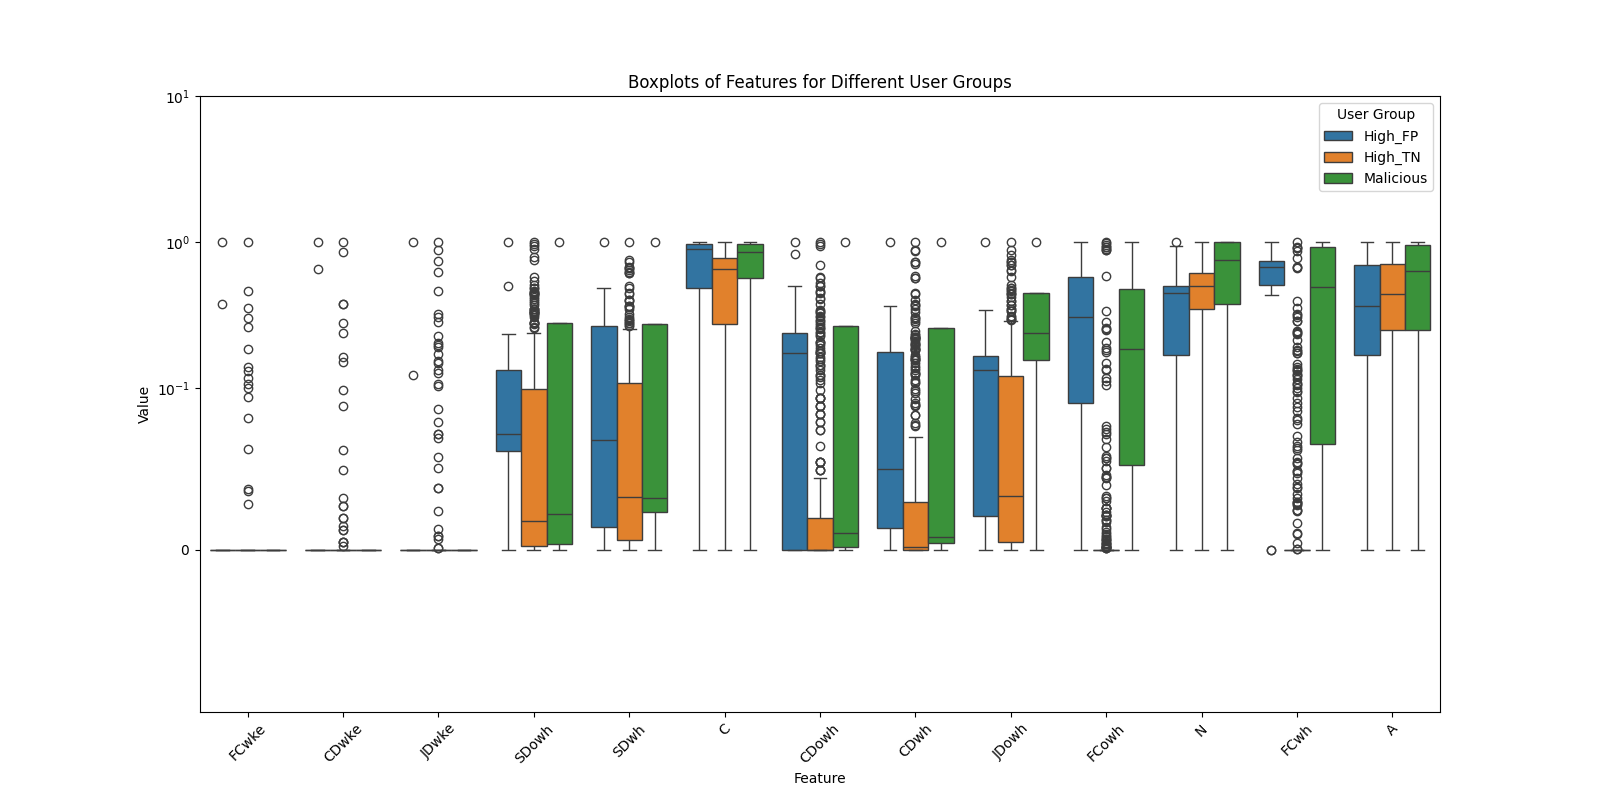 Boxplots of Features for Different User Groups
User Group
High_FP
High_TN
Malicious
10^1
10^0
10^−1
0
Value
FCwke
CDwke
JDwke
SDowh
SDwh
C
CDowh
CDwh
JDowh
FCowh
N
FCwh
A
Feature